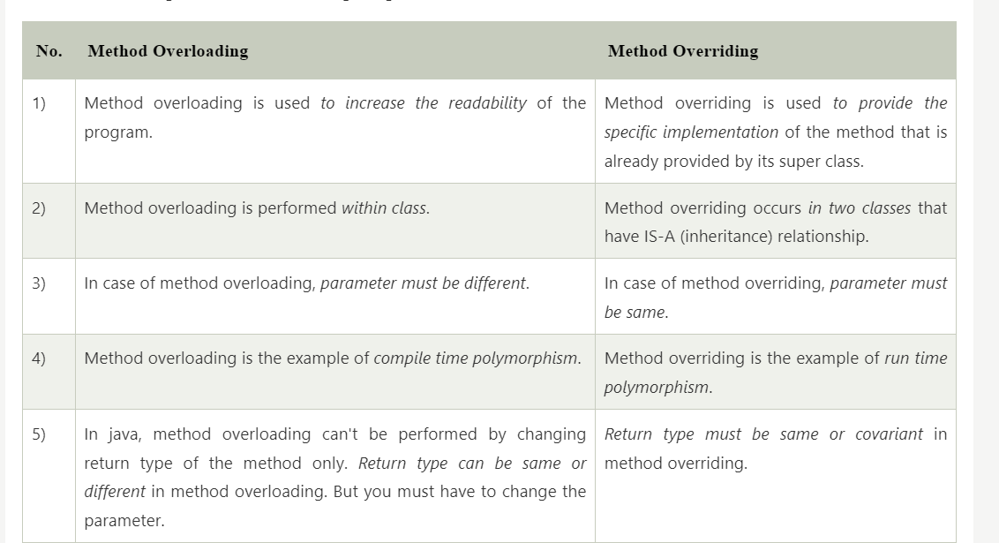 No. Method Overloading Method Overriding
1) Method overloading is used to increase the readability of the
program.
Method overriding is used to provide the
specific implementation of the method that is
already provided by its super class.
2) Method overloading is performed within class.
Method overriding occurs in two classes that
have IS-A (inheritance) relationship.
3) In case of method overloading, parameter must be different.
In case of method overriding, parameter must
be same.
4) Method overloading is the example of compile time polymorphism.
Method overriding is the example of run time
polymorphism.
5) In java, method overloading can't be performed by changing
return type of the method only. Return type can be same or
different in method overloading. But you must have to change the
parameter.
Return type must be same or covariant in
method overriding.